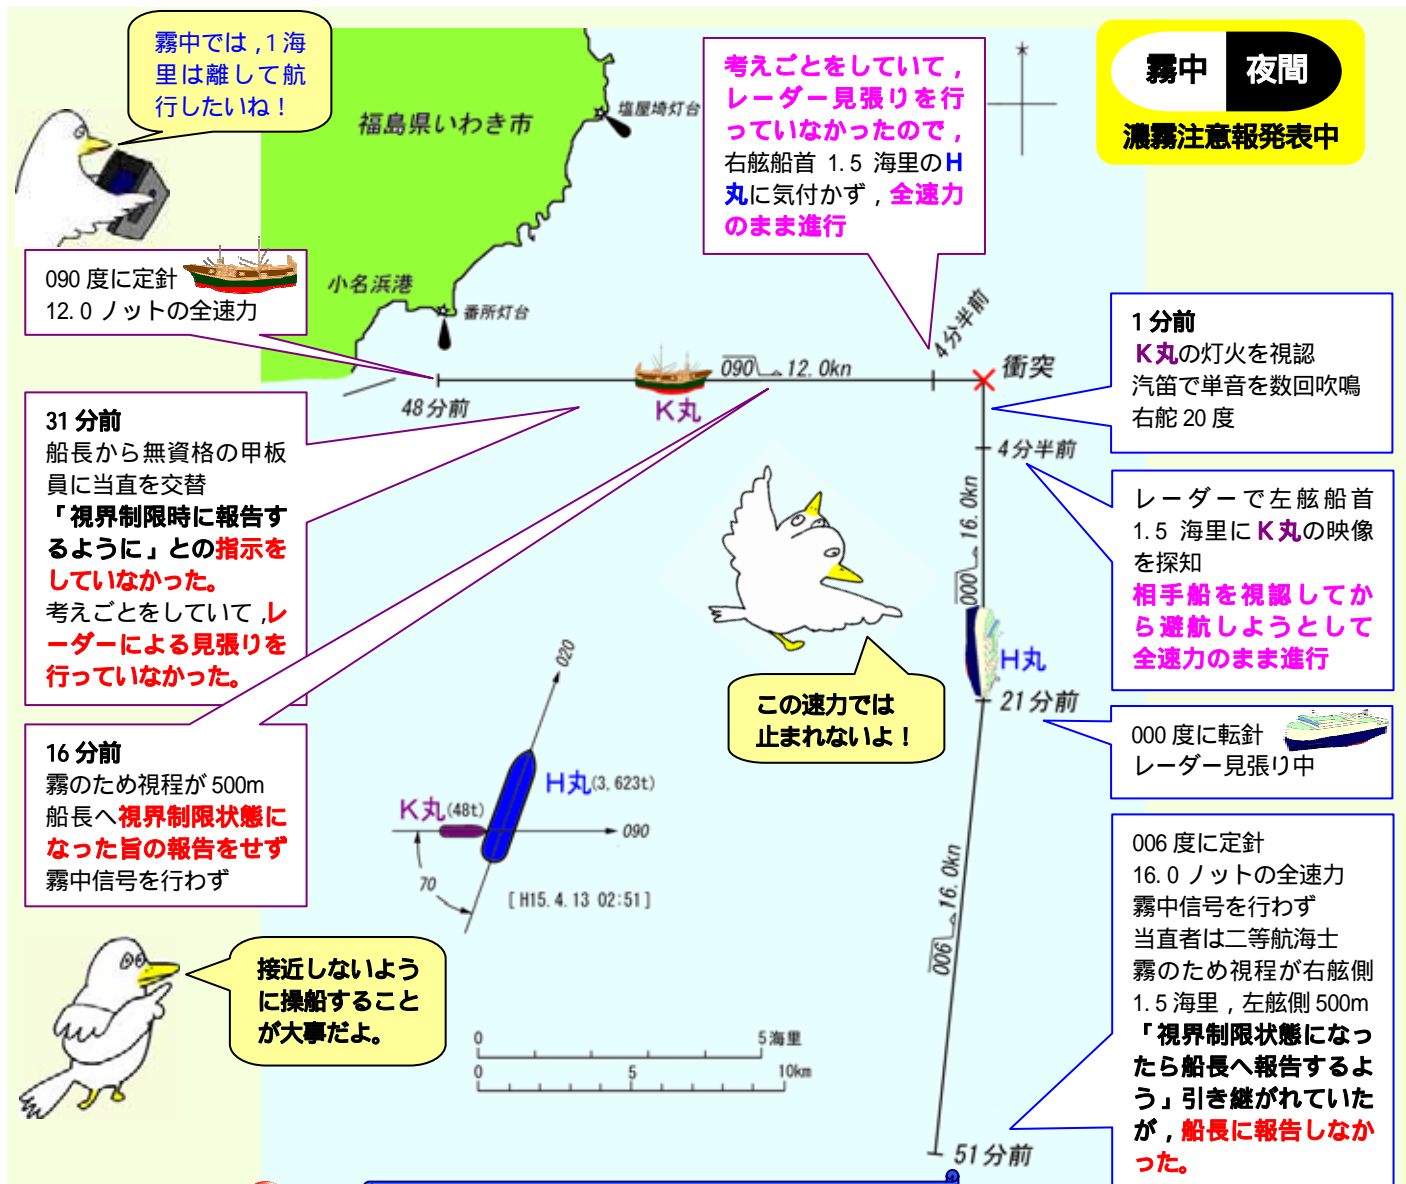 霧中では，1海
里は離して航
行したいね！
福島県いわき市
塩屋埼灯台
考えごとをしていて，
レーダー見張りを行
っていなかったので，
右舷船首 1.5 海里のH
丸に気付かず，全速力
のまま進行
霧中 夜間
濃霧注意報発表中
090 度に定針
12.0 ノットの全速力
小名浜港
番所灯台
48分前
K丸
090 12.0kn
4分半前
衝突
1分前
K丸の灯火を視認
汽笛で単音を数回吹鳴
右舵 20 度
31分前
船長から無資格の甲板
員に当直を交替
「視界制限時に報告す
るように」との指示を
していなかった。
考えごとをしていて，レ
ーダーによる見張りを
行っていなかった。
4分半前
000 16.0kn
レーダーで左舷船首
1.5 海里にK丸の映像
を探知
相手船を視認してか
ら避航しようとして
全速力のまま進行
H丸
21分前
この速力では
止まれないよ！
000 度に転針
レーダー見張り中
16分前
霧のため視程が 500m
船長へ視界制限状態に
なった旨の報告をせず
霧中信号を行わず
020
H丸(3,623t)
K丸(48t)
090
70
[H15.4.13 02:51]
006 16.0kn
006 度に定針
16.0 ノットの全速力
霧中信号を行わず
当直者は二等航海士
霧のため視程が右舷側
1.5 海里，左舷側 500m
「視界制限状態になっ
たら船長へ報告するよ
う」引き継がれていた
が，船長に報告しなか
った。
接近しないよう
に操船すること
が大事だよ。
0 5海里
0 5 10km
51分前